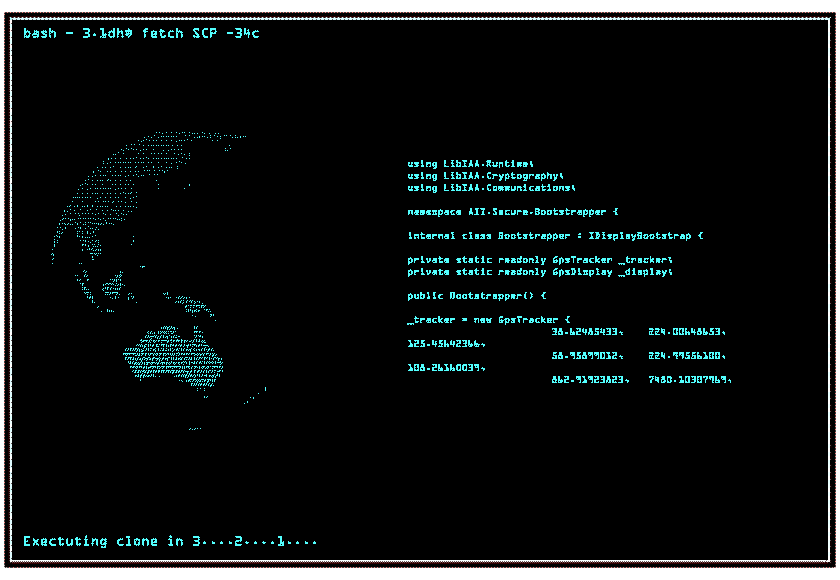 bash - 3.1dh# fetch SCP -34c
using LibIAA.Runtime;
using LibIAA.Cryptography;
using LibIAA.Communications;
namespace AII.Secure.Bootstrapper {
internal class Bootstrapper : IDisplayBootstrap {
private static readonly GpsTracker _tracker;
private static readonly GpsDisplay _display;
public Bootstrapper() {
_tracker = new GpsTracker {
38.62485433, 224.00648653,
125.45642366,
58.95899012, 224.99556100,
108.26160039,
862.91923823, 7480.10307969,
Exectuting clone in 3....2....1....